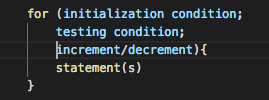 for (initialization condition;
testing condition;
increment/decrement){
statement(s)
}